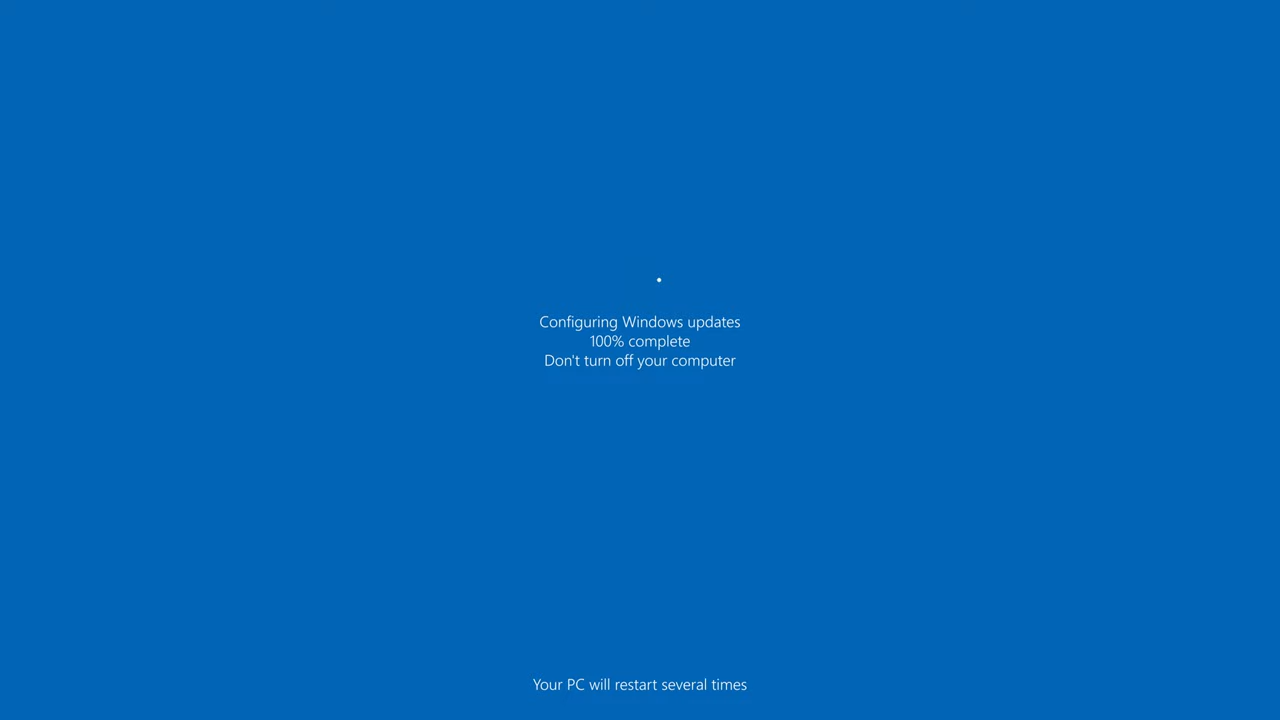 Configuring Windows updates
100% complete
Don't turn off your computer
Your PC will restart several times